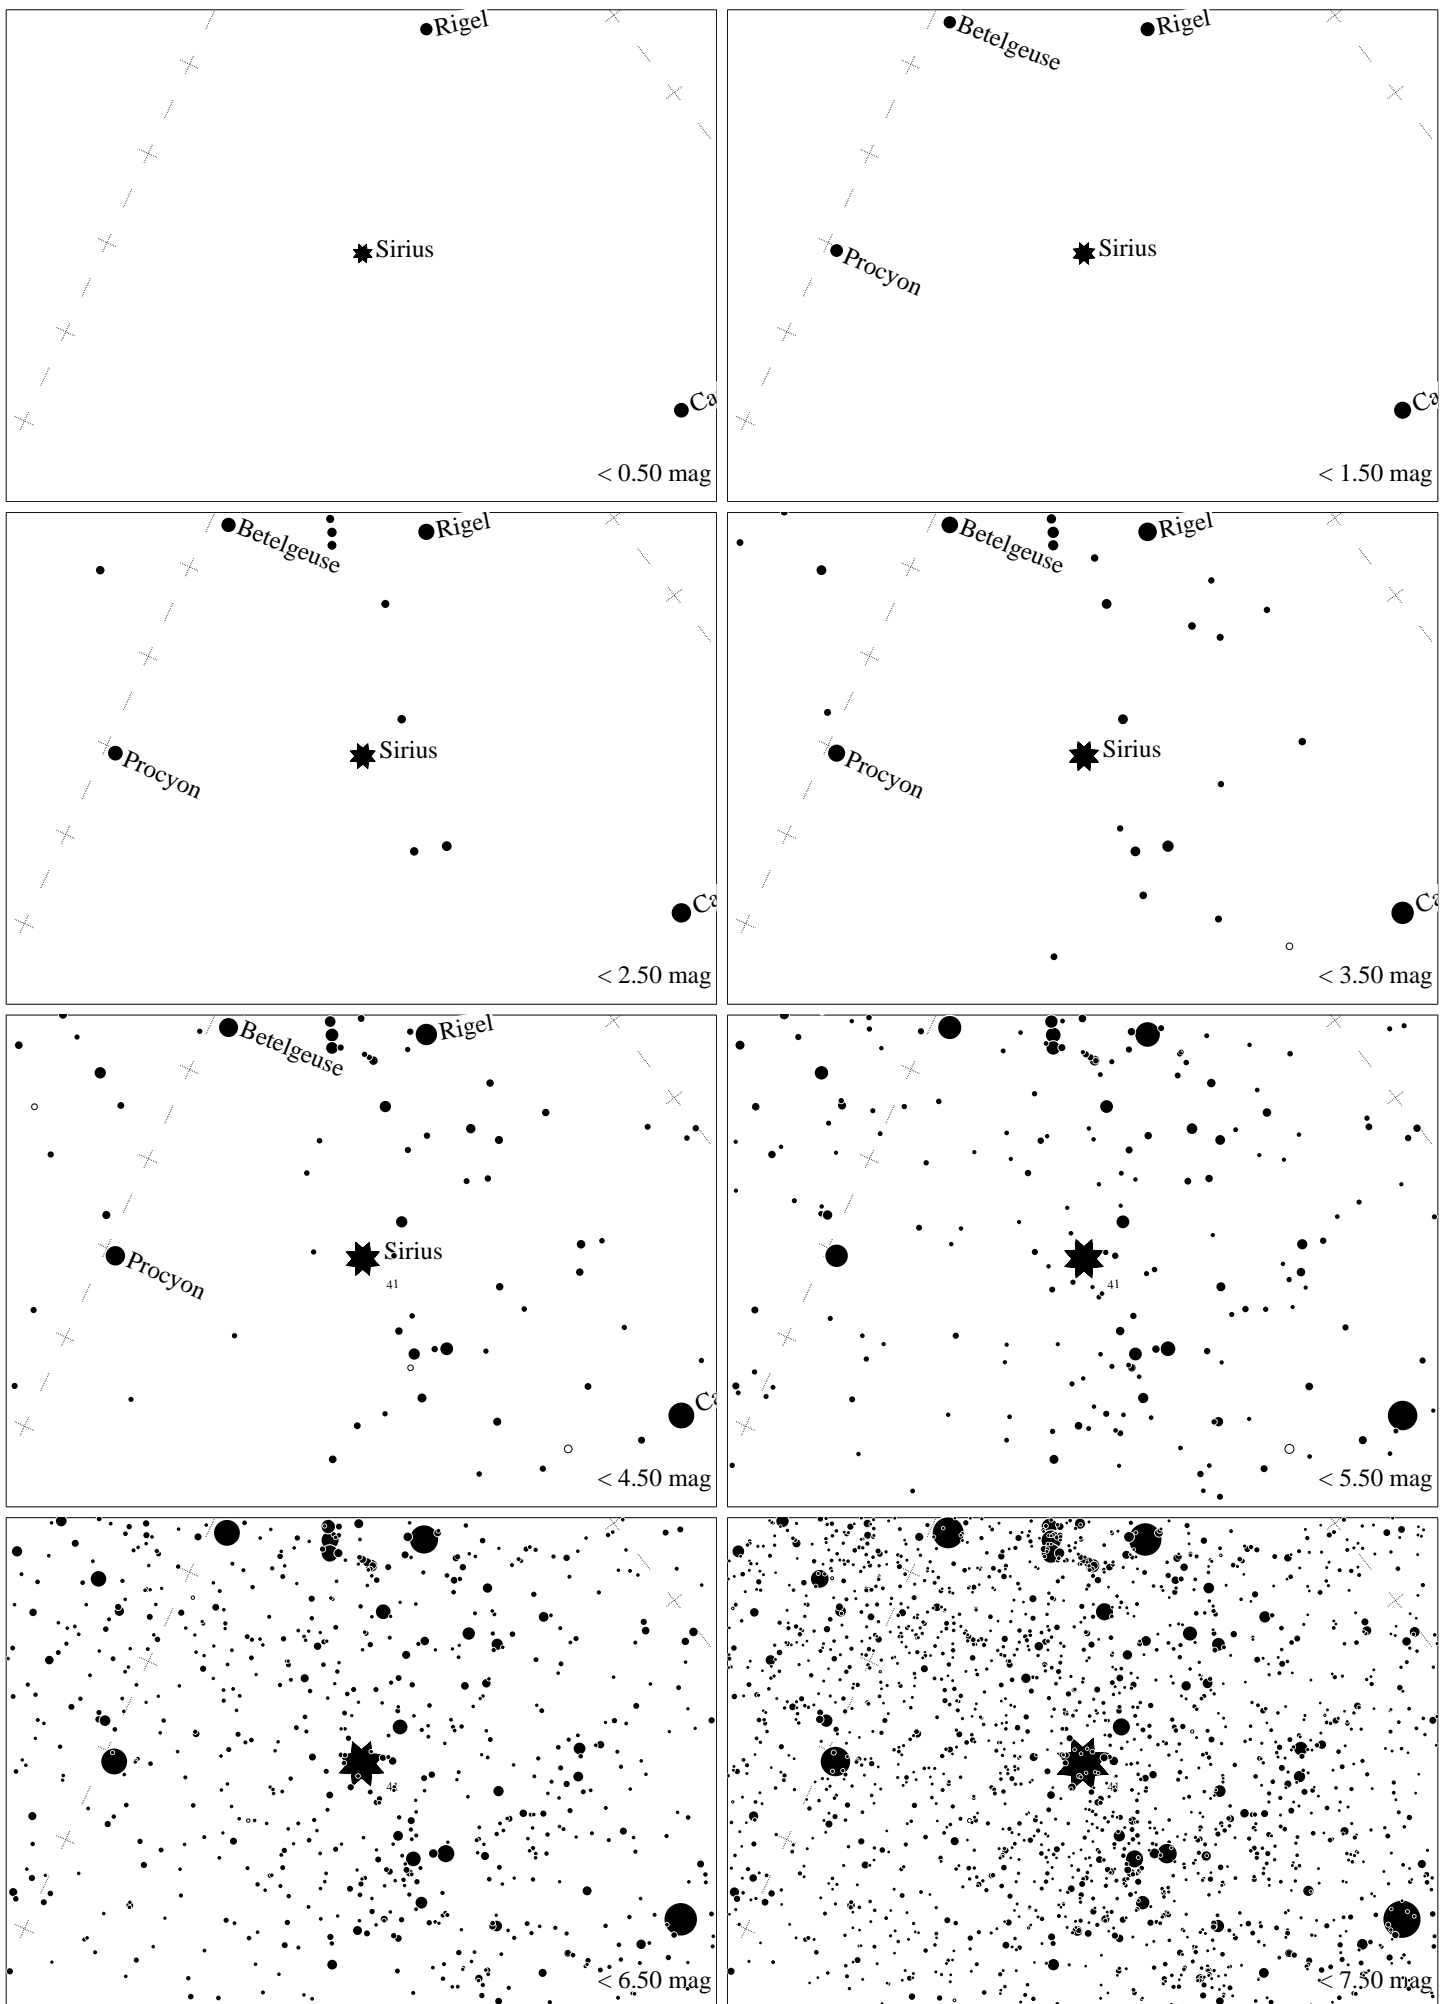 Rigel
Sirius
Ca
< 0.50 mag
Betelgeuse
Rigel
Sirius
Procyon
Ca
< 1.50 mag
Betelgeuse
Rigel
Sirius
Procyon
Ca
< 2.50 mag
Betelgeuse
Rigel
Sirius
Procyon
Ca
< 3.50 mag
Betelgeuse
Rigel
Sirius
Procyon
41
Ca
< 4.50 mag
41
< 5.50 mag
41
< 6.50 mag
< 7.50 mag